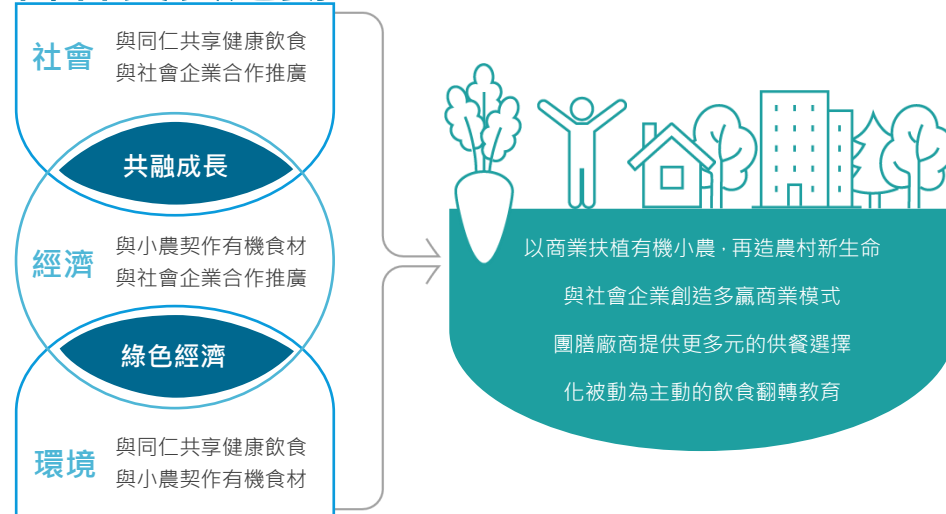 社會
與同仁共享健康飲食
與社會企業合作推廣
共融成長
經濟
與小農契作有機食材
與社會企業合作推廣
綠色經濟
環境
與同仁共享健康飲食
與小農契作有機食材
以商業扶植有機小農·再造農村新生命
與社會企業創造多贏商業模式
團膳廠商提供更多元的供餐選擇
化被動為主動的飲食翻轉教育